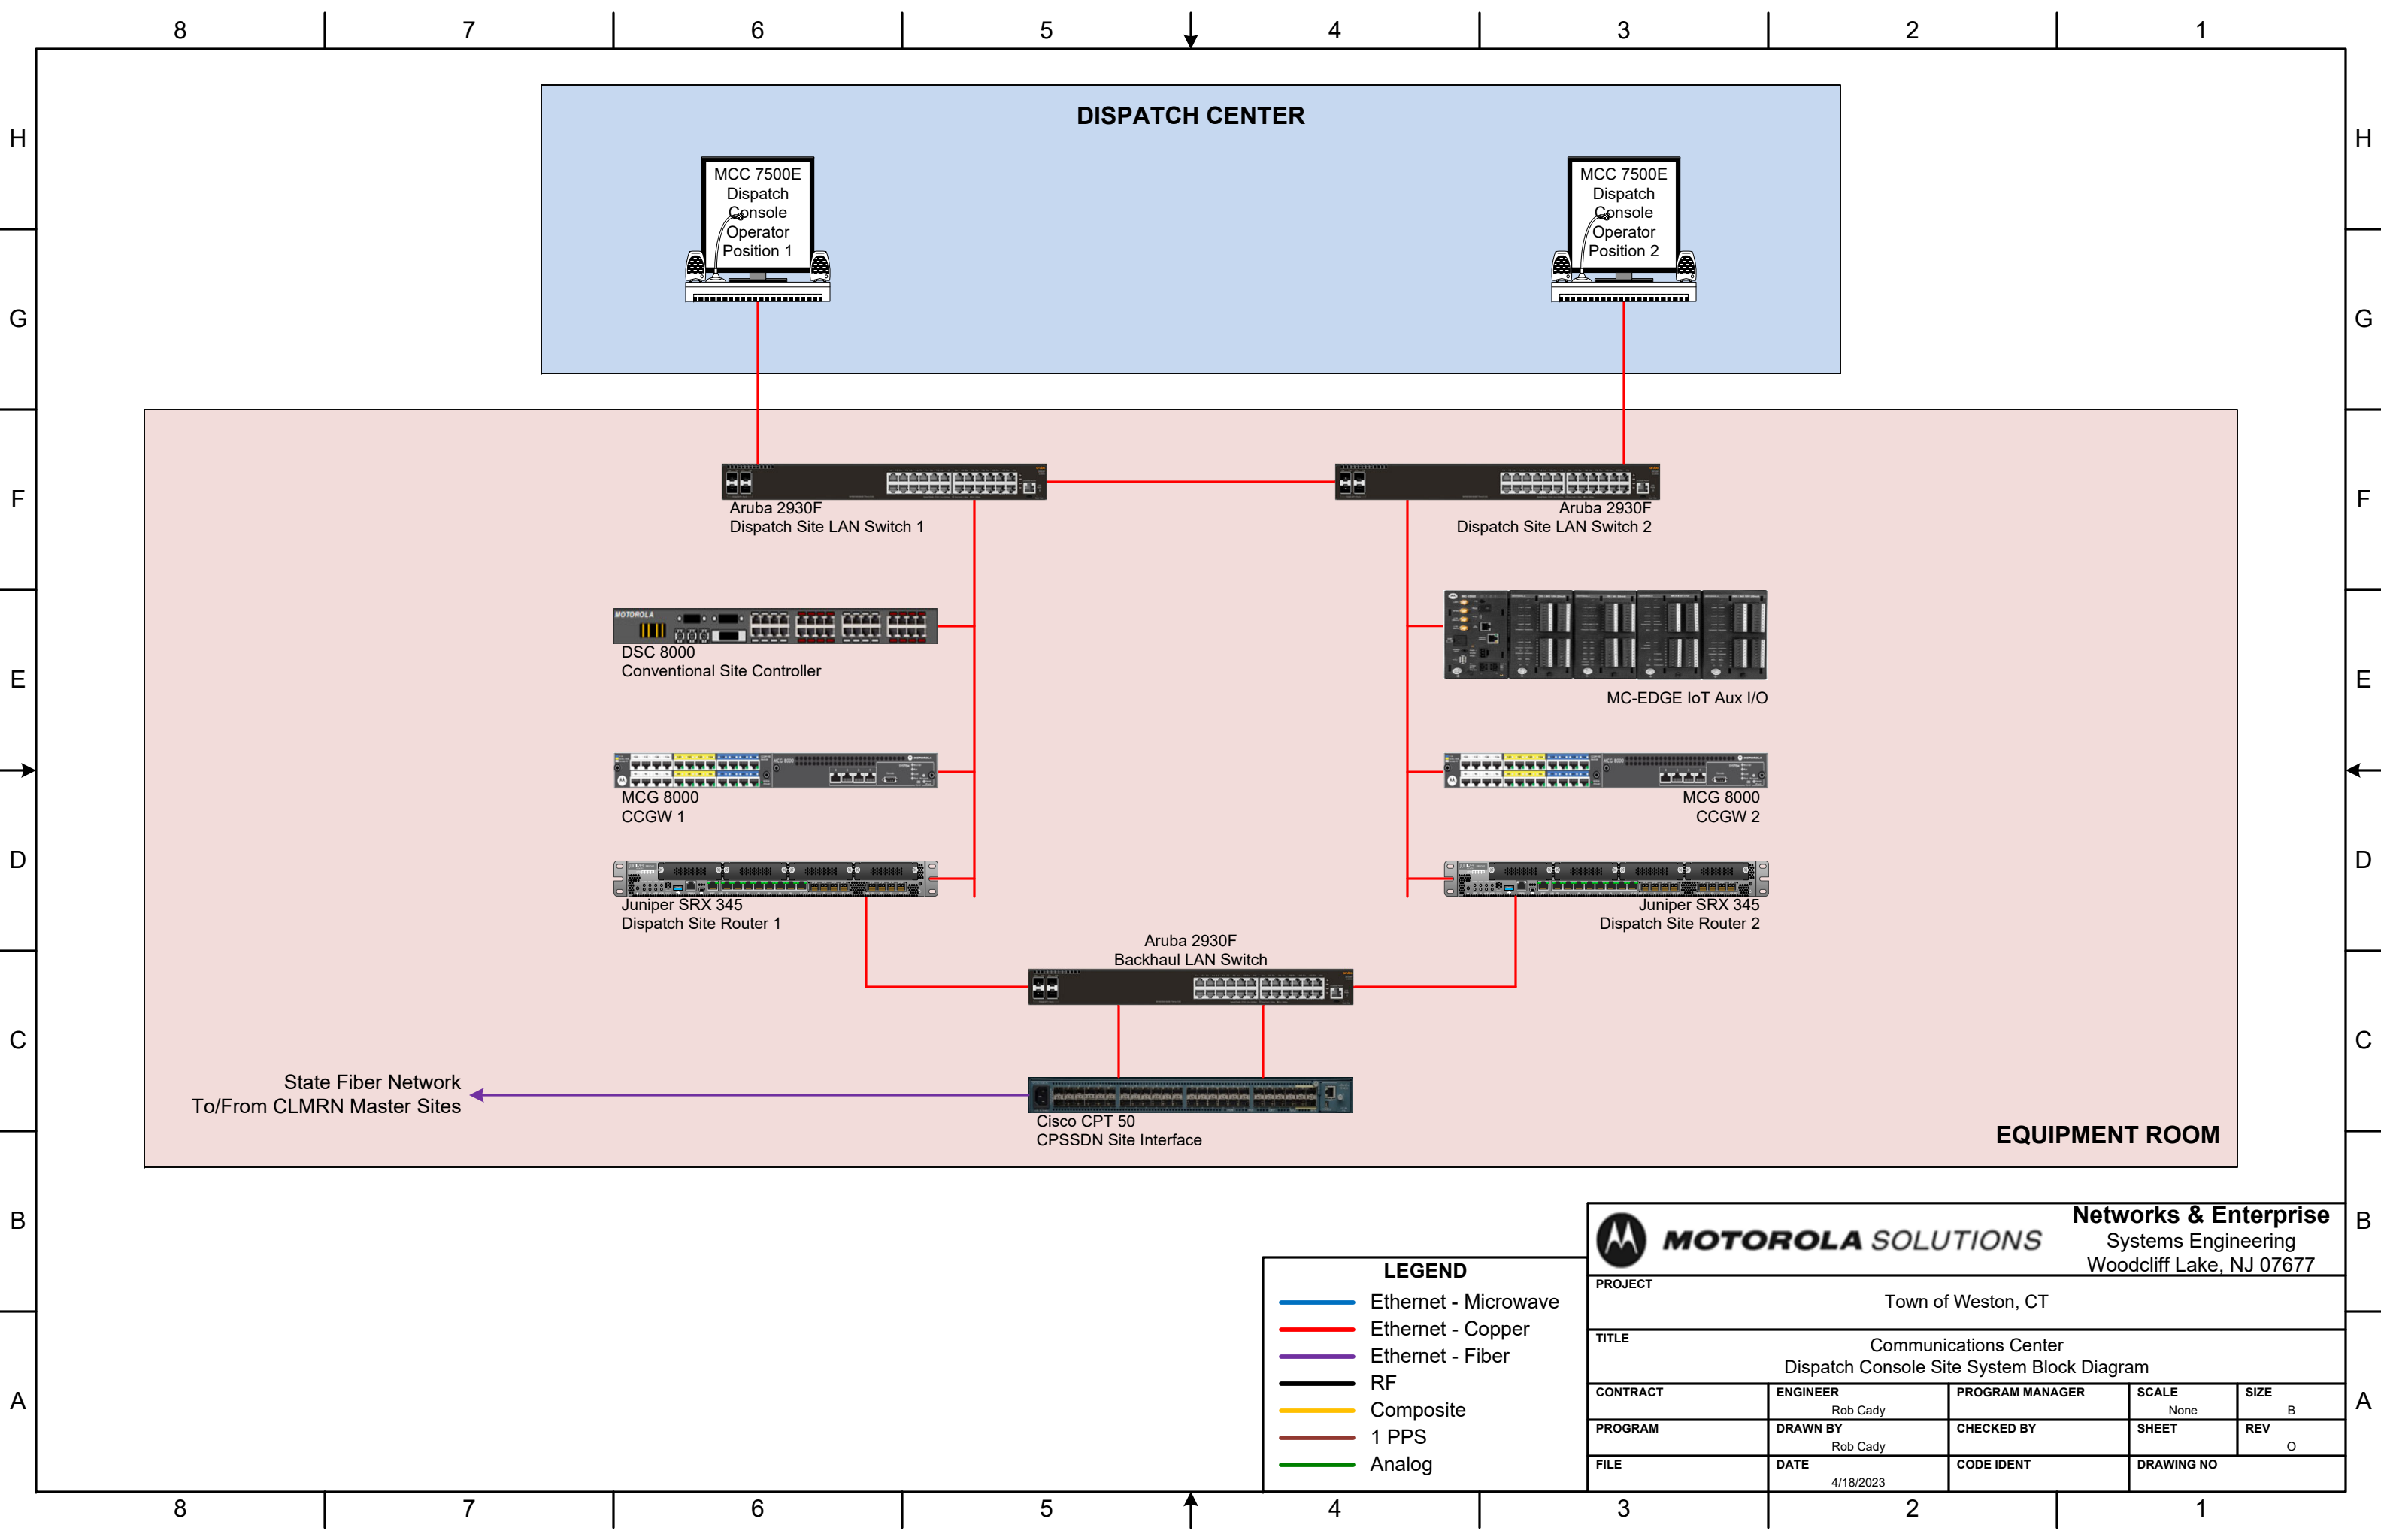 8 7 6 5 4 3 2 1
H H
G G
F F
E E
D D
C C
B B
A A
DISPATCH CENTER
MCC 7500E
Dispatch
Console
Operator
Position 1
MCC 7500E
Dispatch
Console
Operator
Position 2
Aruba 2930F
Dispatch Site LAN Switch 1
Aruba 2930F
Dispatch Site LAN Switch 2
MOTOROLA
DSC 8000
Conventional Site Controller
MC-EDGE IoT Aux I/O
MCG 8000
MCG 8000
CCGW 1
MCG 8000
MCG 8000
CCGW 2
Juniper SRX 345
Dispatch Site Router 1
Juniper SRX 345
Dispatch Site Router 2
Aruba 2930F
Backhaul LAN Switch
State Fiber Network
To/From CLMRN Master Sites
Cisco CPT 50
CPSSDN Site Interface
EQUIPMENT ROOM
LEGEND
Ethernet - Microwave
Ethernet - Copper
Ethernet - Fiber
RF
Composite
1 PPS
Analog
MOTOROLA SOLUTIONS
Networks & Enterprise
Systems Engineering
Woodcliff Lake, NJ 07677
PROJECT
Town of Weston, CT
TITLE
Communications Center
Dispatch Console Site System Block Diagram
CONTRACT
ENGINEER
Rob Cady
PROGRAM MANAGER
SCALE
None
SIZE
B
PROGRAM
DRAWN BY
Rob Cady
CHECKED BY
SHEET
REV
O
FILE
DATE
4/18/2023
CODE IDENT
DRAWING NO
8 7 6 5 4 3 2 1